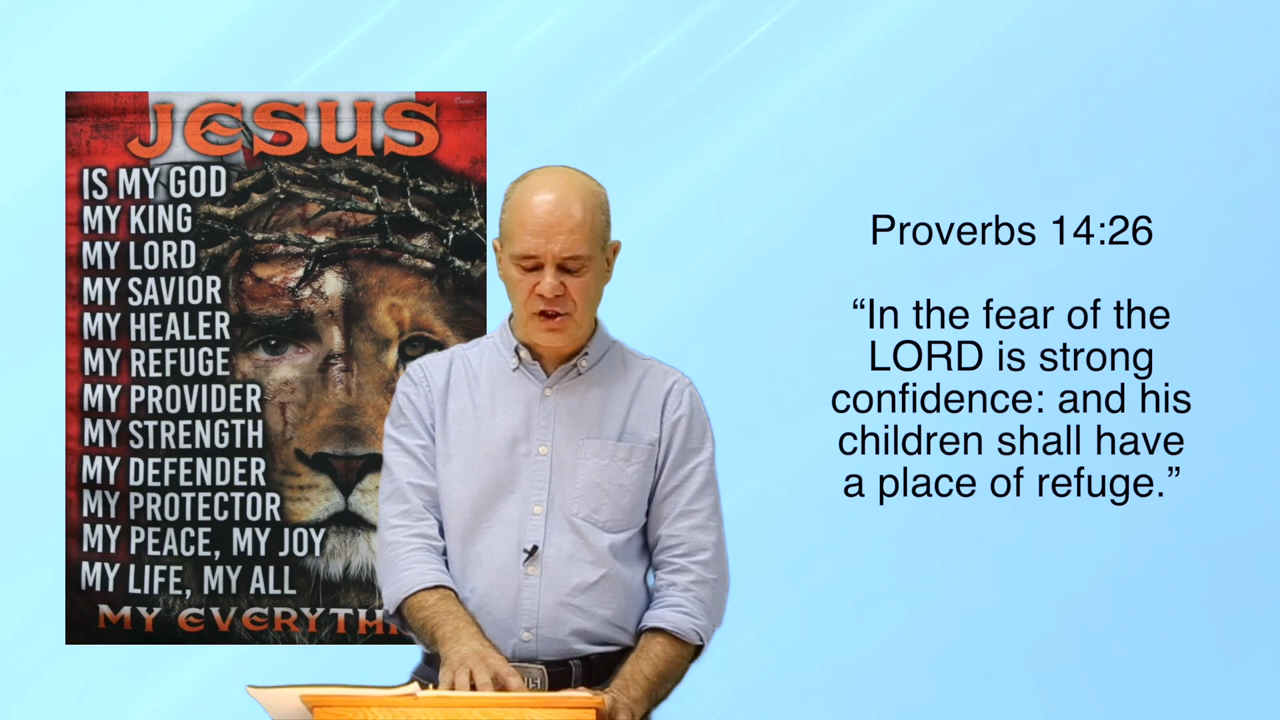 JESUS
IS MY GOD
MY KING
MY LORD
MY SAVIOR
MY HEALER
MY REFUGE
MY PROVIDER
MY STRENGTH
MY DEFENDER
MY PROTECTOR
MY PEACE, MY JOY
MY LIFE, MY ALL
MY EVERYTHI
Proverbs 14:26
“In the fear of the
LORD is strong
confidence: and his
children shall have
a place of refuge.”